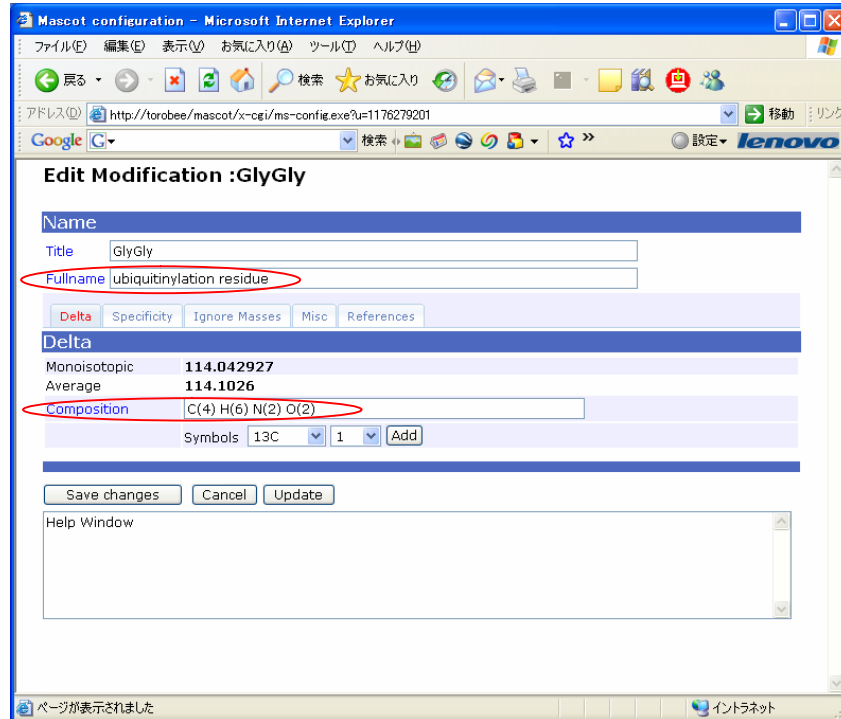 Mascot configuration - Microsoft Internet Explorer
ファイル(F) 編集(E) 表示(V) お気に入り(A) ツール(T) ヘルプ(H)
戻る 検索 お気に入り
アドレス(D) http://torobee/mascot/x-cgi/ms-config.exe?u=1176279201 移動 リンク
Google G 検索 » 設定 lenovo
Edit Modification :GlyGly
Name
Title GlyGly
Fullname ubiquitinylation residue
Delta Specificity Ignore Masses Misc References
Delta
Monoisotopic 114.042927
Average 114.1026
Composition C(4) H(6) N(2) O(2)
Symbols 13C 1 Add
Save changes Cancel Update
Help Window
ページが表示されました イントラネット